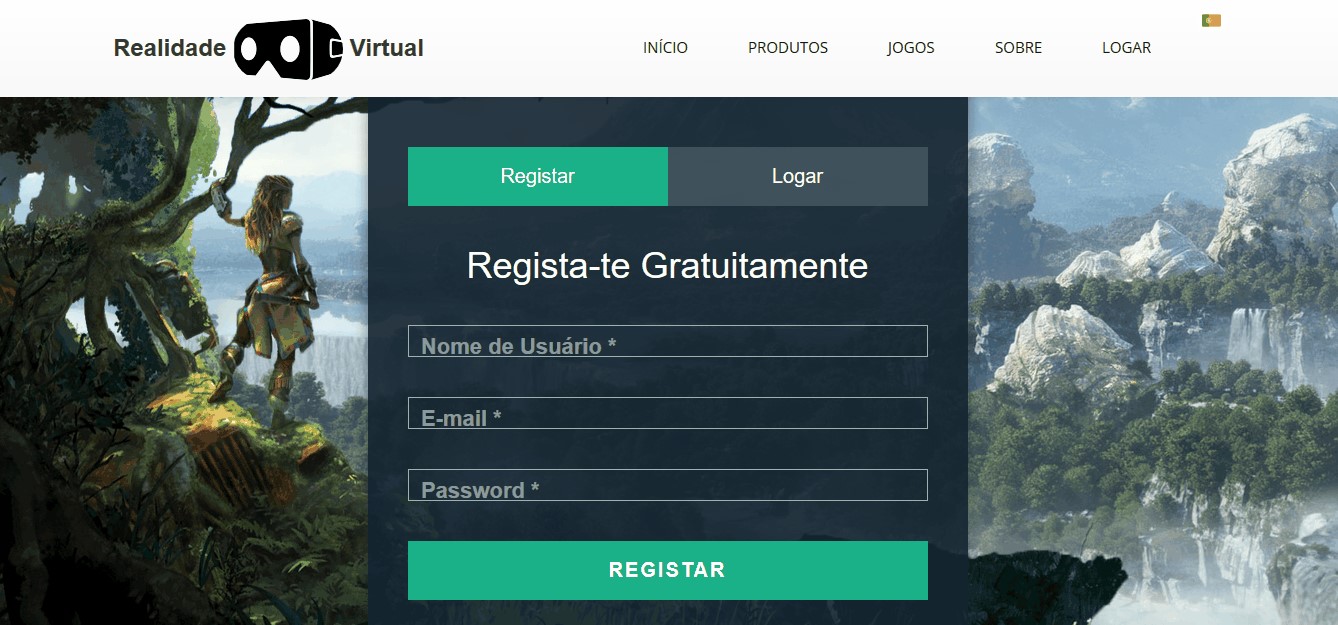 Realidade Virtual
INÍCIO PRODUTOS JOGOS SOBRE LOGAR
Registar Logar
Regista-te Gratuitamente
Nome de Usuário *
E-mail *
Password *
REGISTAR